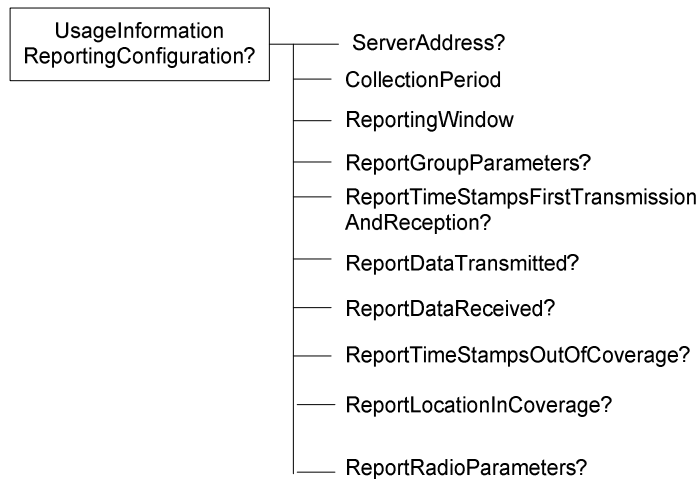 UsageInformation
ReportingConfiguration?
ServerAddress?
CollectionPeriod
ReportingWindow
ReportGroupParameters?
ReportTimeStampsFirstTransmission
AndReception?
ReportDataTransmitted?
ReportDataReceived?
ReportTimeStampsOutOfCoverage?
ReportLocationInCoverage?
ReportRadioParameters?